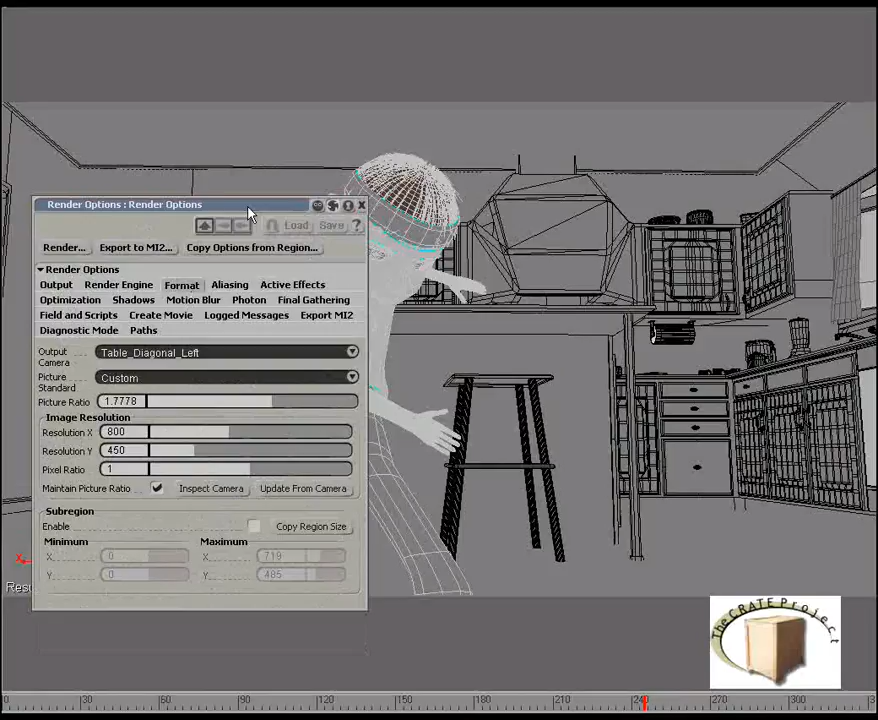 Render Options : Render Options
Load Save ?
Render... Export to MI2... Copy Options from Region...
Render Options
Output Render Engine Format Aliasing Active Effects
Optimization Shadows Motion Blur Photon Final Gathering
Field and Scripts Create Movie Logged Messages Export MI2
Diagnostic Mode Paths
Output Camera Table_Diagonal_Left
Picture Standard Custom
Picture Ratio 1.7778
Image Resolution
Resolution X 800
Resolution Y 450
Pixel Ratio 1
Maintain Picture Ratio Inspect Camera Update From Camera
Subregion
Enable Copy Region Size
Minimum Maximum
X 0 X 719
Y 0 Y 485
X
The CRATE Project
30 60 90 120 150 180 210 300